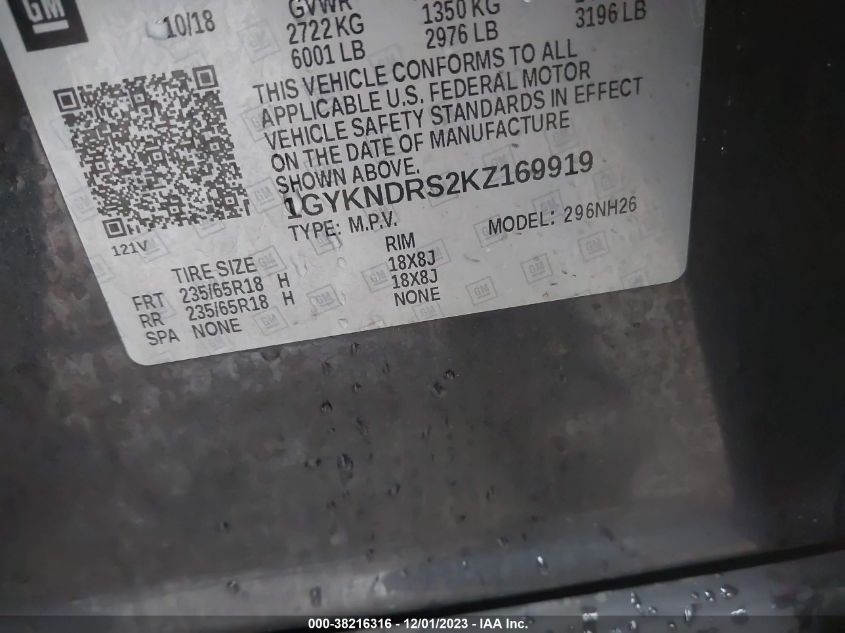 GM
10/18
GVWR
2722 KG
6001 LB
1350 KG
2976 LB
3196 LB
THIS VEHICLE CONFORMS TO ALL
APPLICABLE U.S. FEDERAL MOTOR
VEHICLE SAFETY STANDARDS IN EFFECT
ON THE DATE OF MANUFACTURE
SHOWN ABOVE.
1GYKNDRS2KZ169919
TYPE: M.P.V. MODEL: 296NH26
121V
TIRE SIZE RIM
FRT 235/65R18 H 18X8J
RR 235/65R18 H 18X8J
SPA NONE NONE
000-38216316 - 12/01/2023 - IAA Inc.